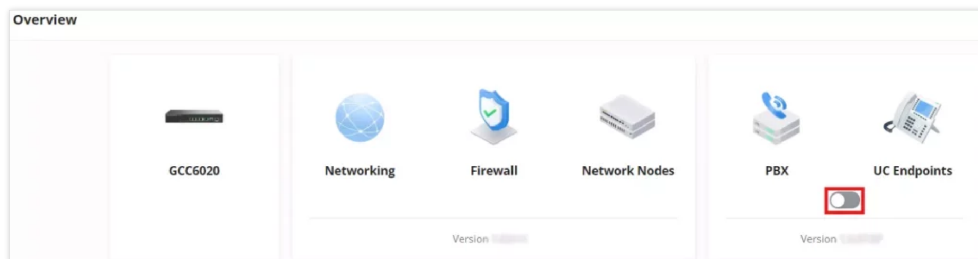 Overview
GCC6020
Networking
Firewall
Network Nodes
PBX
UC Endpoints
Version
Version